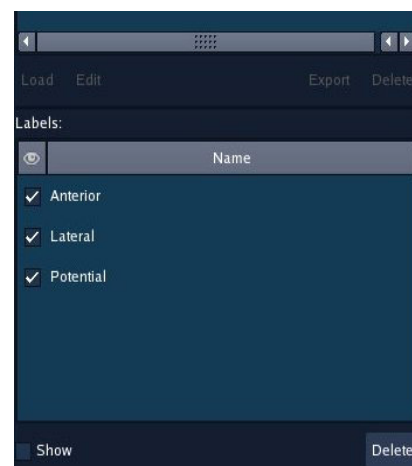 Load Edit Export Delete
Labels:
Name
Anterior
Lateral
Potential
Show Delete